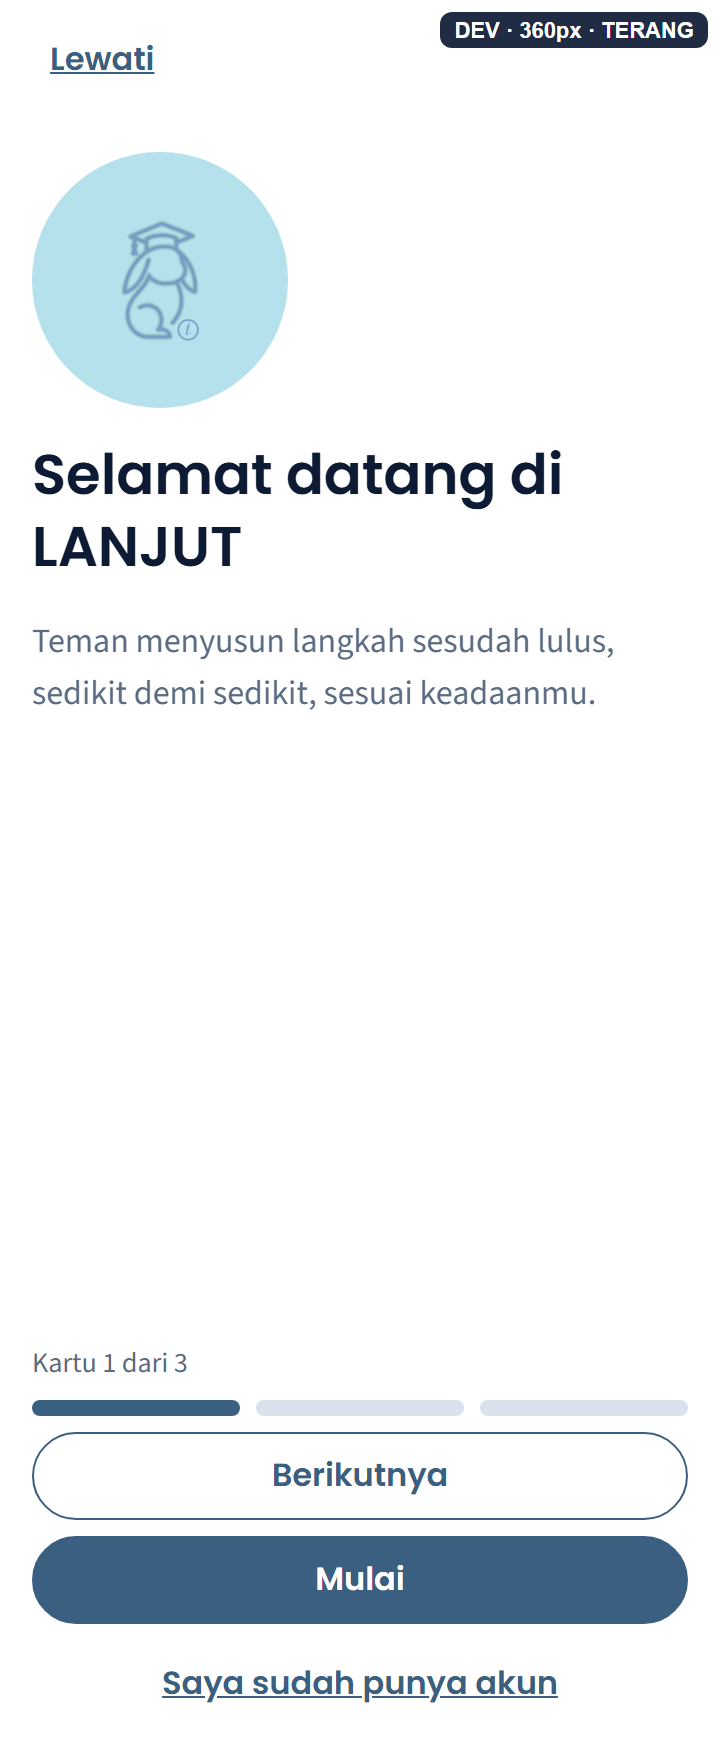 Lewati
DEV · 360px · TERANG
Selamat datang di
LANJUT
Teman menyusun langkah sesudah lulus,
sedikit demi sedikit, sesuai keadaanmu.
Kartu 1 dari 3
Berikutnya
Mulai
Saya sudah punya akun